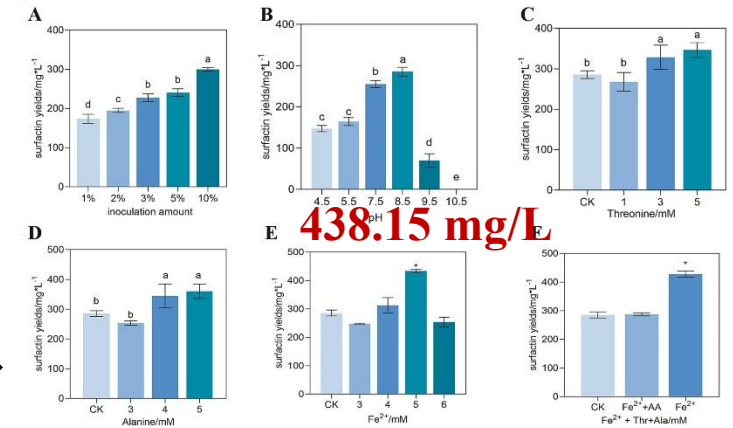 A
surfactin yields/mg*L⁻¹
400
300
200
100
0
d
c
b
b
a
1% 2% 3% 5% 10%
inoculation amount
B
surfactin yields/mg*L⁻¹
400
300
200
100
0
c
c
b
a
d
e
4.5 5.5 7.5 8.5 9.5 10.5
pH
C
surfactin yields/mg*L⁻¹
400
300
200
100
0
b
b
a
a
CK 1 3 5
Threonine/mM
438.15 mg/L
D
surfactin yields/mg*L⁻¹
500
400
300
200
100
0
b
b
a
a
CK 3 4 5
Alanine/mM
E
surfactin yields/mg*L⁻¹
500
400
300
200
100
0
*
CK 3 4 5 6
Fe²⁺/mM
F
surfactin yields/mg*L⁻¹
500
400
300
200
100
0
*
CK Fe²⁺+AA Fe²⁺
Fe²⁺ + Thr+Ala/mM